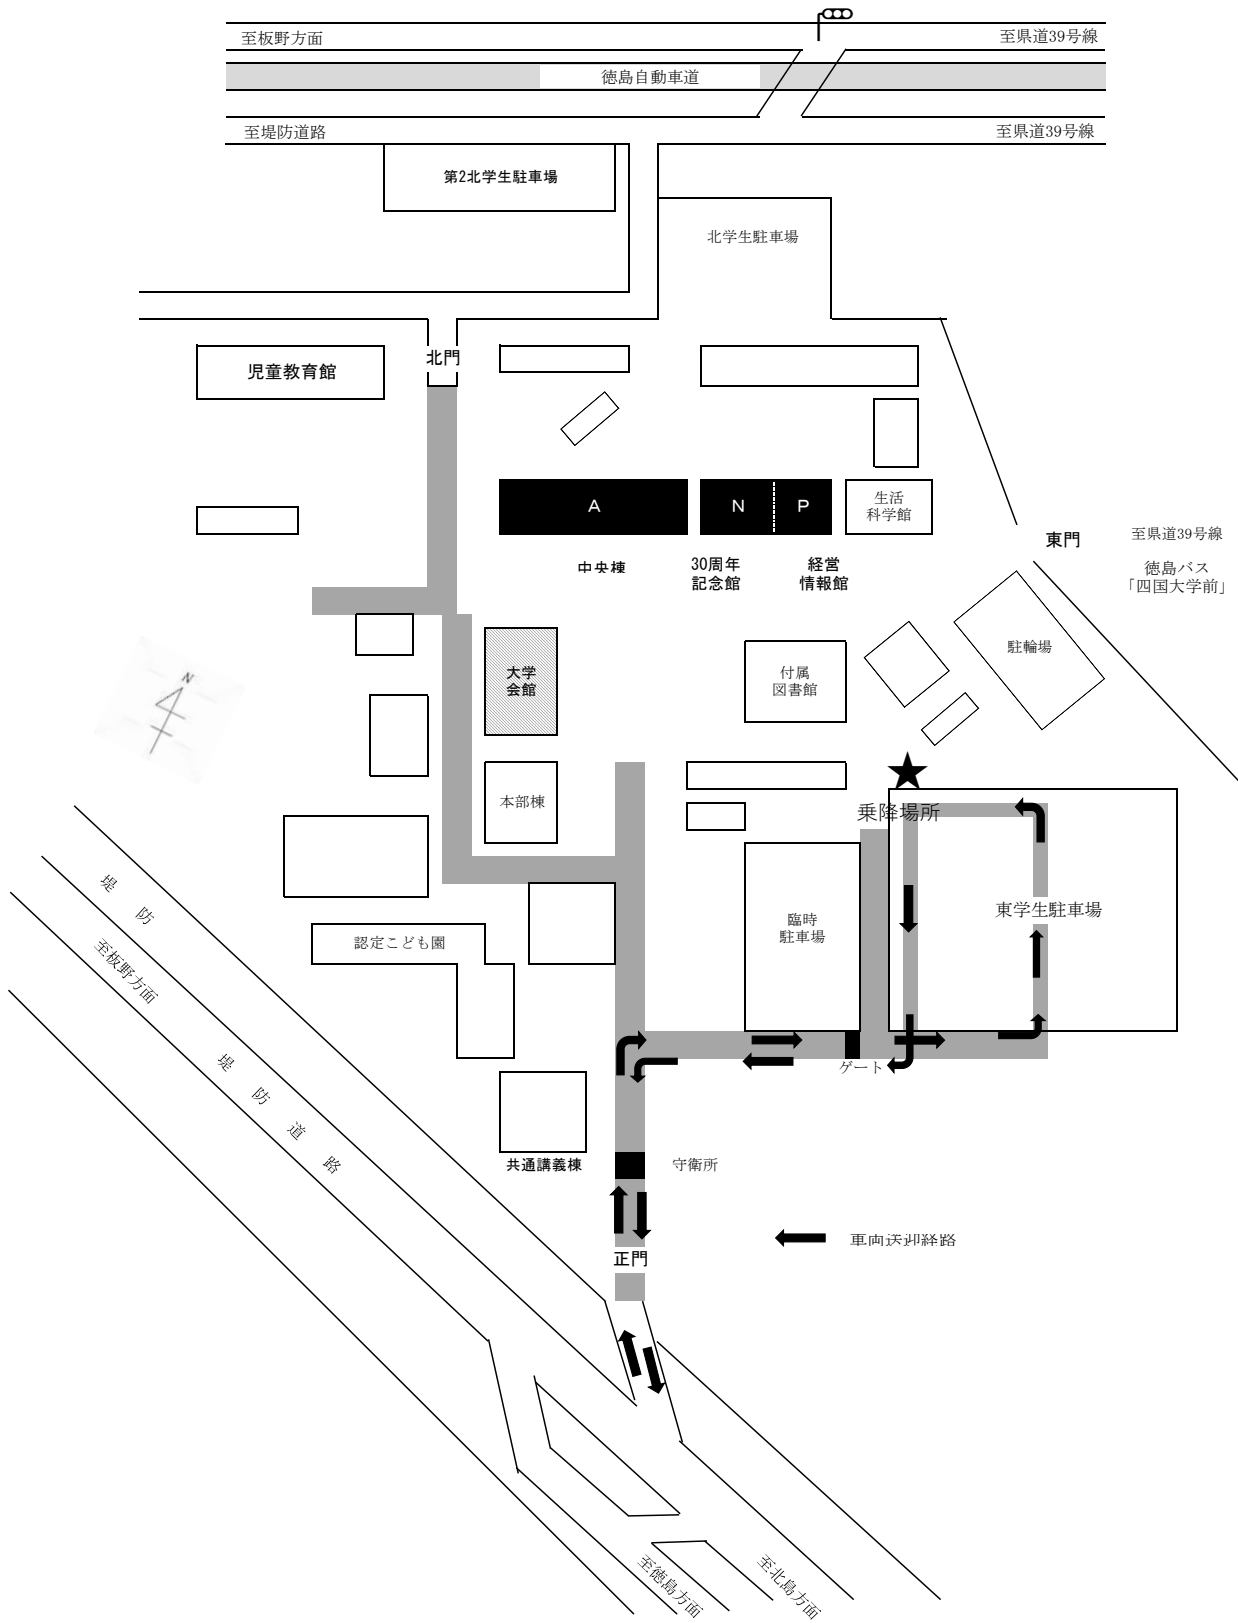 至板野方面
至県道39号線
徳島自動車道
至堤防道路
至県道39号線
第2北学生駐車場
北学生駐車場
北門
児童教育館
A
N
P
生活
科学館
中央棟
30周年
記念館
経営
情報館
東門
至県道39号線
徳島バス
「四国大学前」
駐輪場
大学
会館
付属
図書館
N
本部棟
乗降場所
堤防
至板野方面
認定こども園
臨時
駐車場
東学生駐車場
堤防道路
ゲート
共通講義棟
守衛所
車両送迎経路
正門
至徳島方面
至北島方面